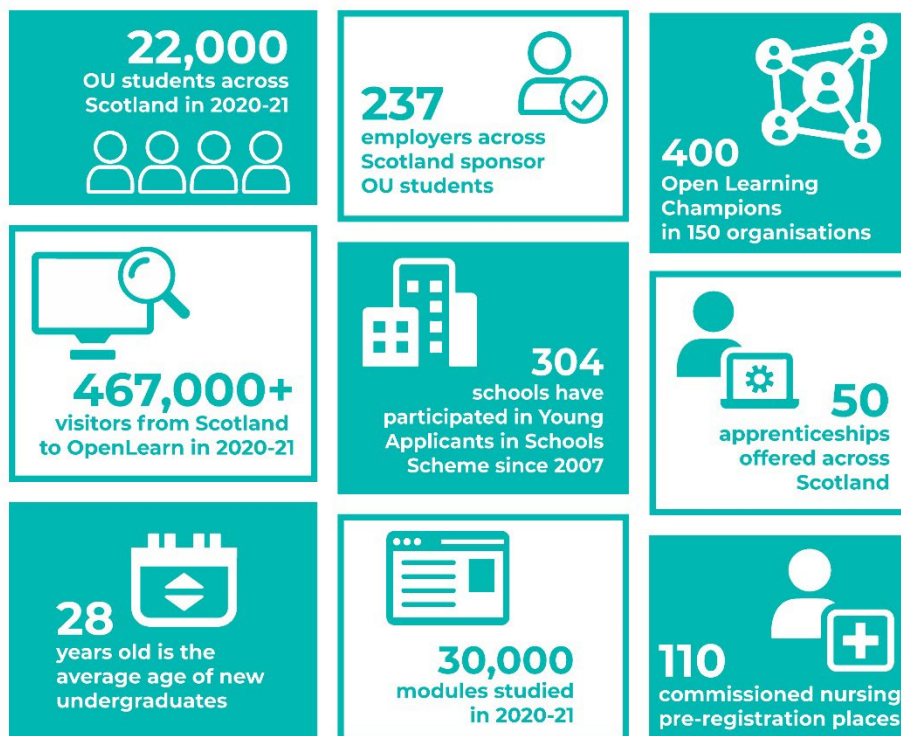 22,000
OU students across
Scotland in 2020-21
237
employers across
Scotland sponsor
OU students
400
Open Learning
Champions
in 150 organisations
467,000+
visitors from Scotland
to OpenLearn in 2020-21
304
schools have
participated in Young
Applicants in Schools
Scheme since 2007
50
apprenticeships
offered across
Scotland
28
years old is the
average age of new
undergraduates
30,000
modules studied
in 2020-21
110
commissioned nursing
pre-registration places